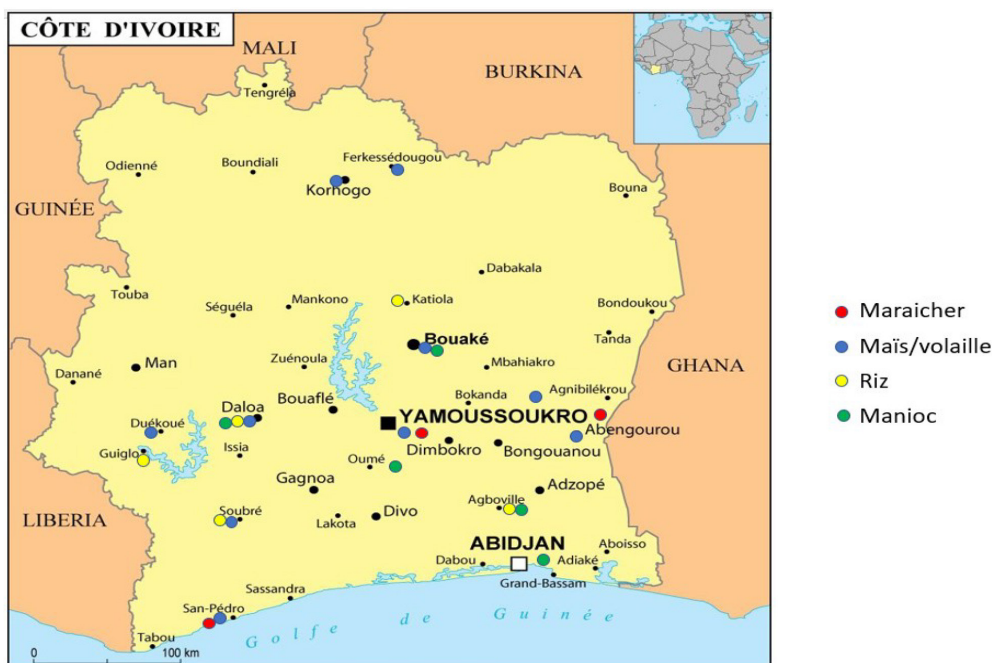 CÔTE D'IVOIRE
MALI
BURKINA
Tengréla
Ferkessédougou
Odienné
Boundiali
Kornogo
Bouna
GUINÉE
Dabakala
Touba
Séguéla
Mankono
Katiola
Bondoukou
Maraicher
Bouaké
Tanda
Maïs/volaille
Man
Zuénoula
Mbahiakro
GHANA
Danané
Riz
Bouaflé
Bokanda
Agnibilékrou
Daloa
YAMOUSSOUKRO
Manioc
Duékoué
Abengourou
Guiglo
Issia
Dimbokro
Bongouanou
Oumé
Gagnoa
Adzopé
Agboville
Soubré
LIBERIA
Lakota
Divo
ABIDJAN
Aboisso
Dabou
Adiaké
Grand-Bassam
Sassandra
San-Pédro
Golfe de Guinée
Tabou
0 100 km